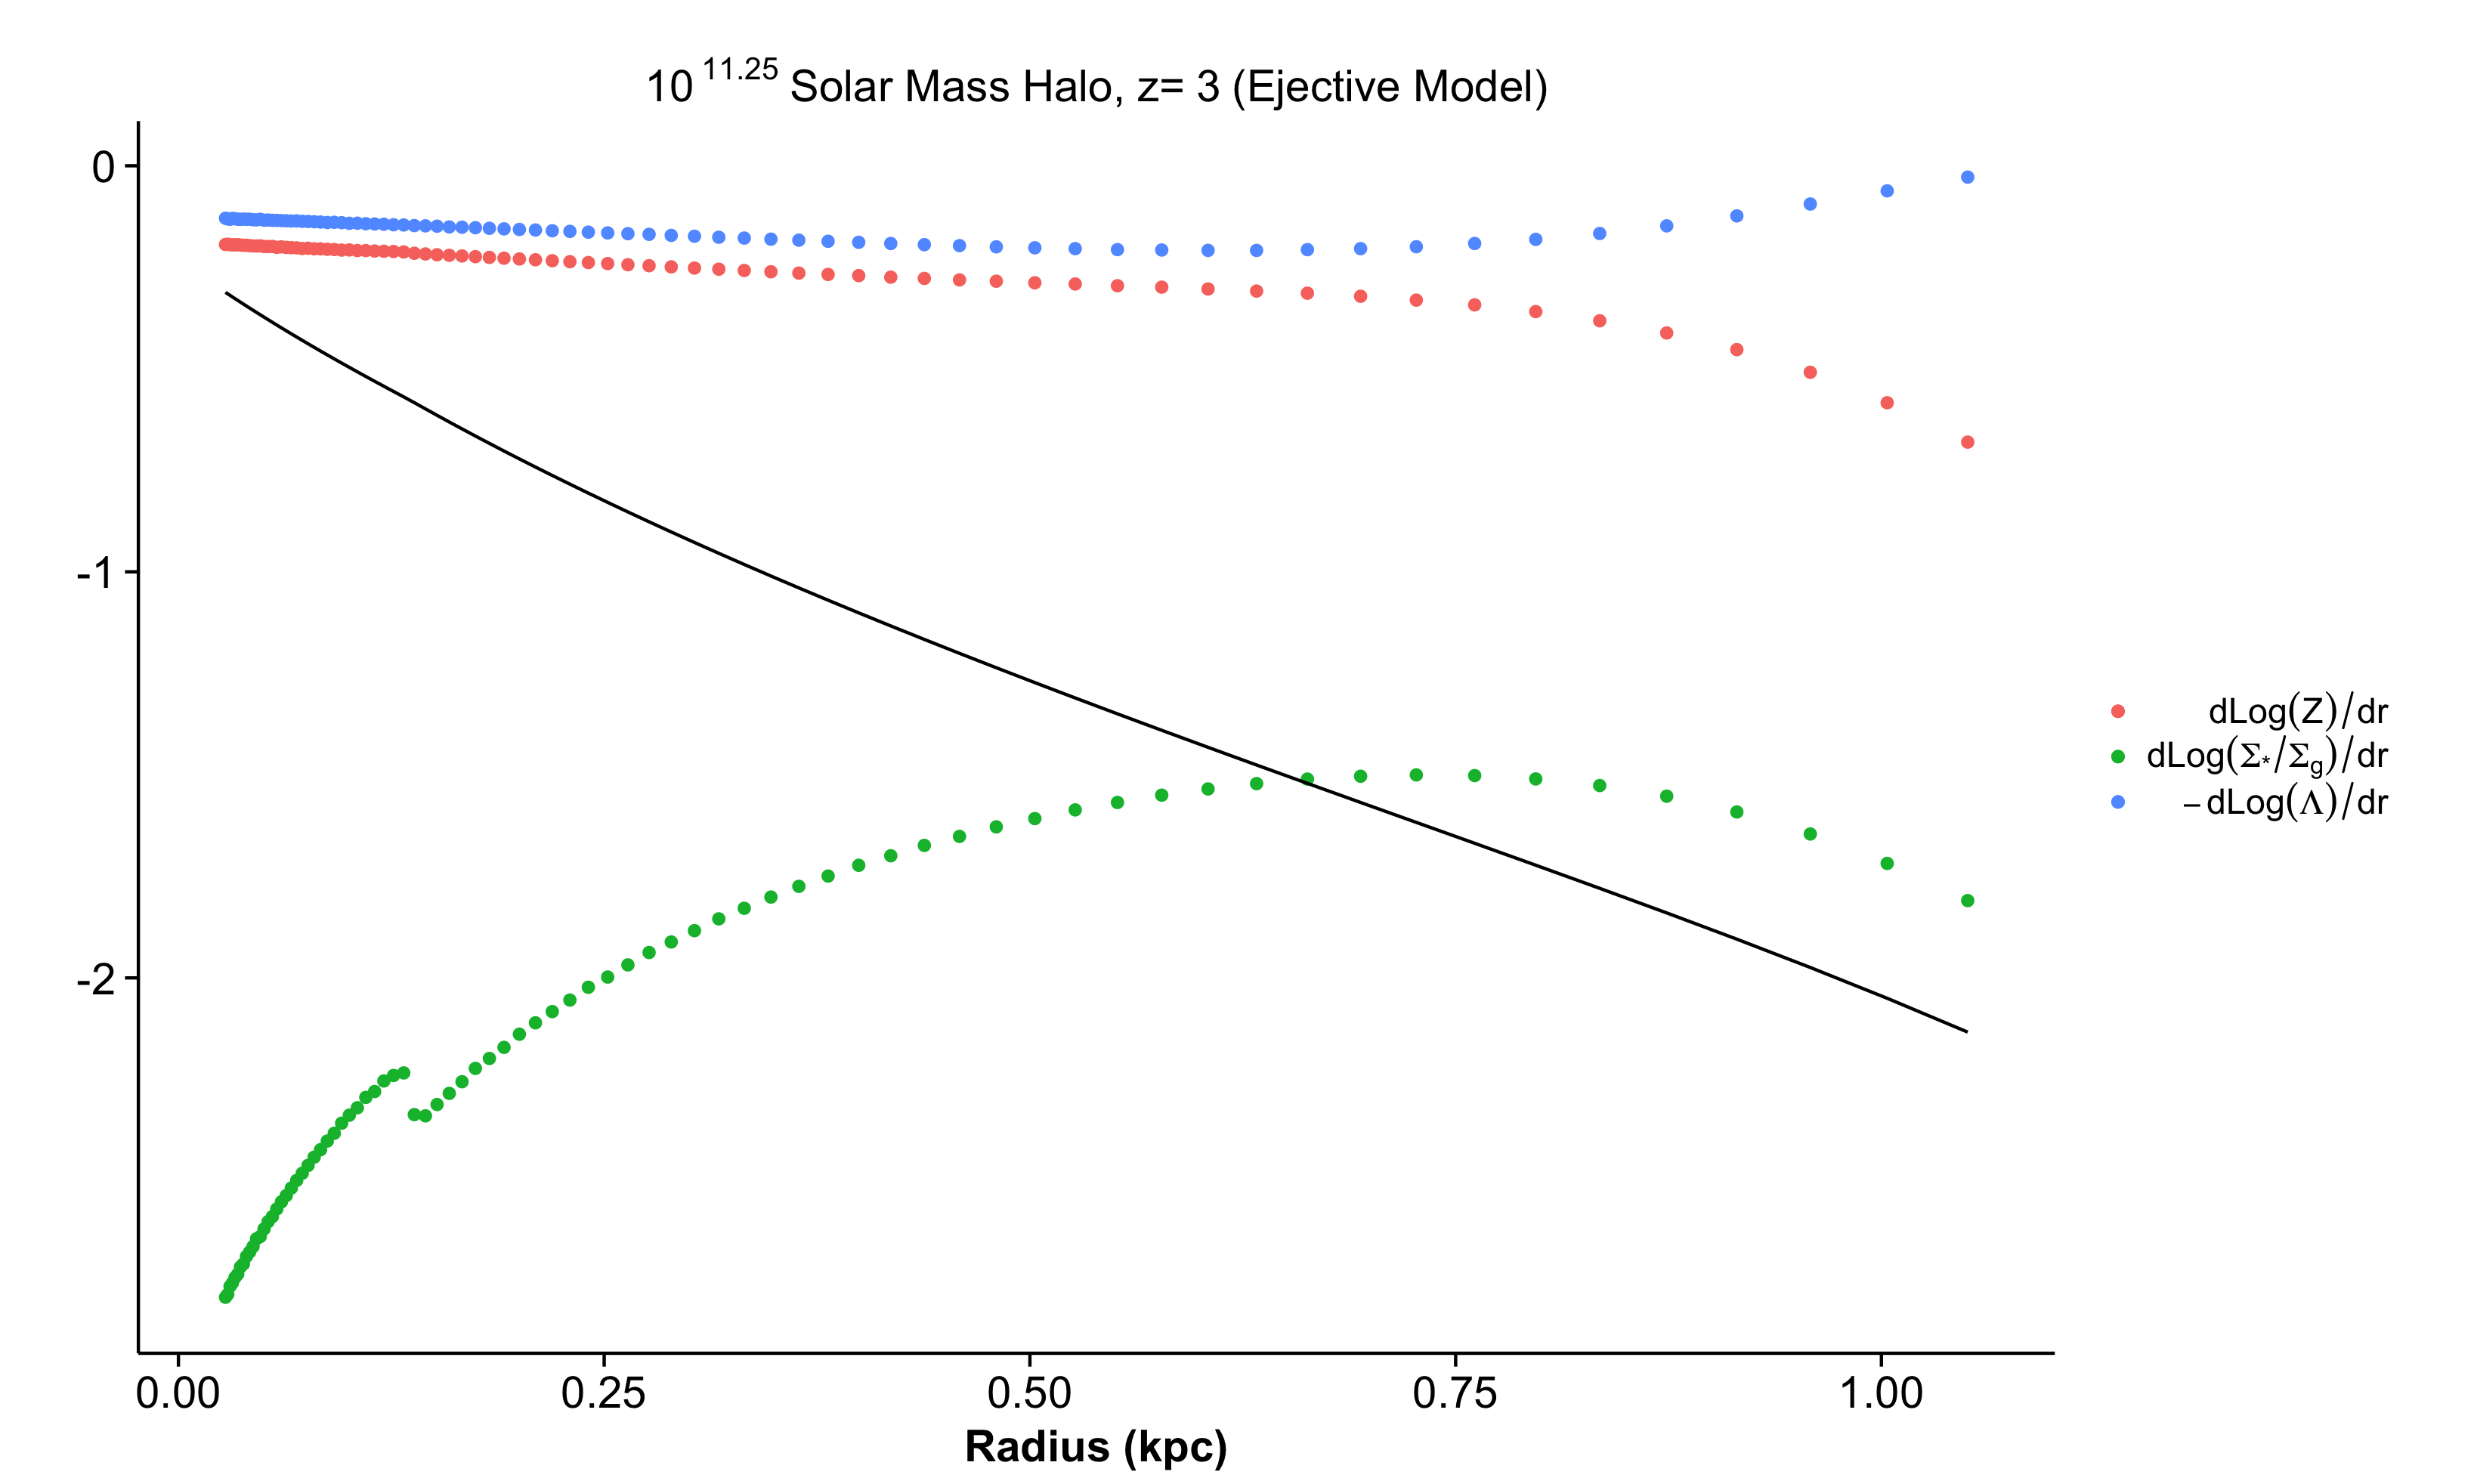 10^11.25 Solar Mass Halo, z= 3 (Ejective Model)
0
-1
-2
0.00 0.25 0.50 0.75 1.00
Radius (kpc)
dLog(Z)/dr
dLog(Σ*/Σg)/dr
− dLog(Λ)/dr